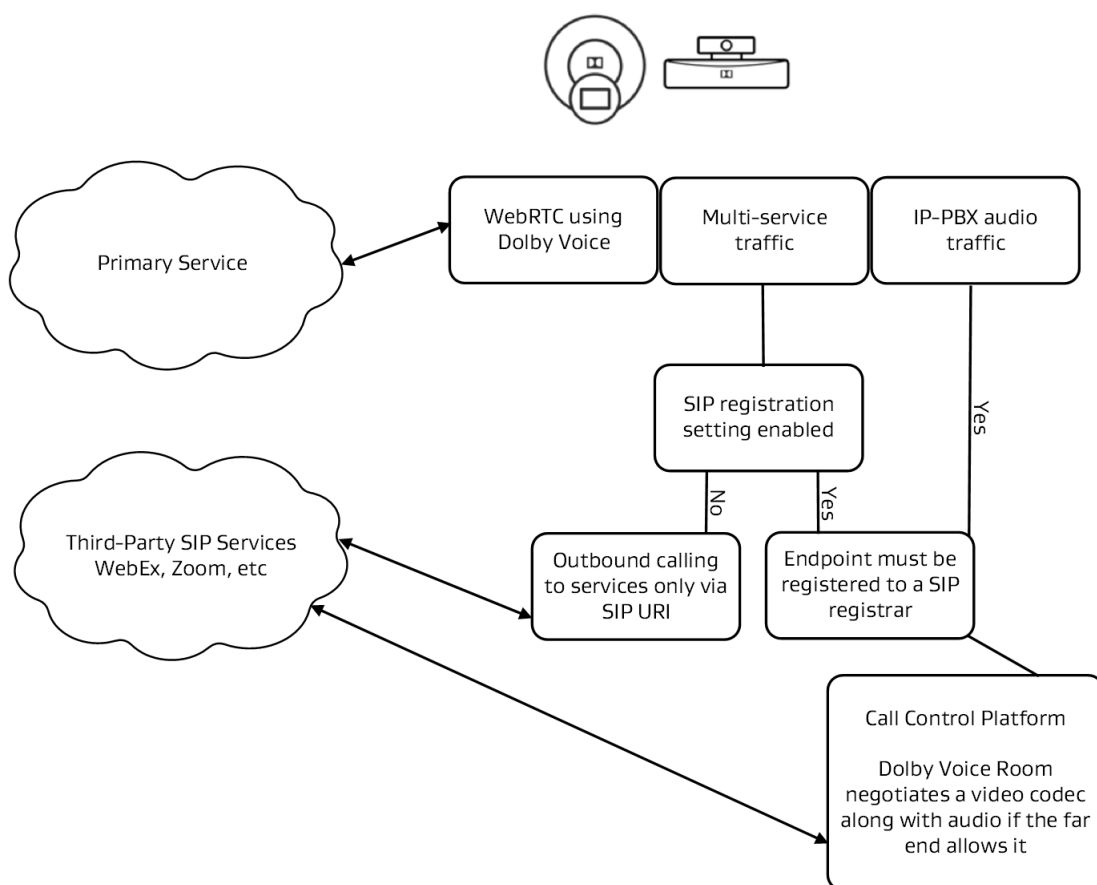 WebRTC using
Dolby Voice
Multi-service
traffic
IP-PBX audio
traffic
Primary Service
SIP registration
setting enabled
Yes
No
Yes
Third-Party SIP Services
WebEx, Zoom, etc
Outbound calling
to services only via
SIP URI
Endpoint must be
registered to a SIP
registrar
Call Control Platform
Dolby Voice Room
negotiates a video codec
along with audio if the far
end allows it